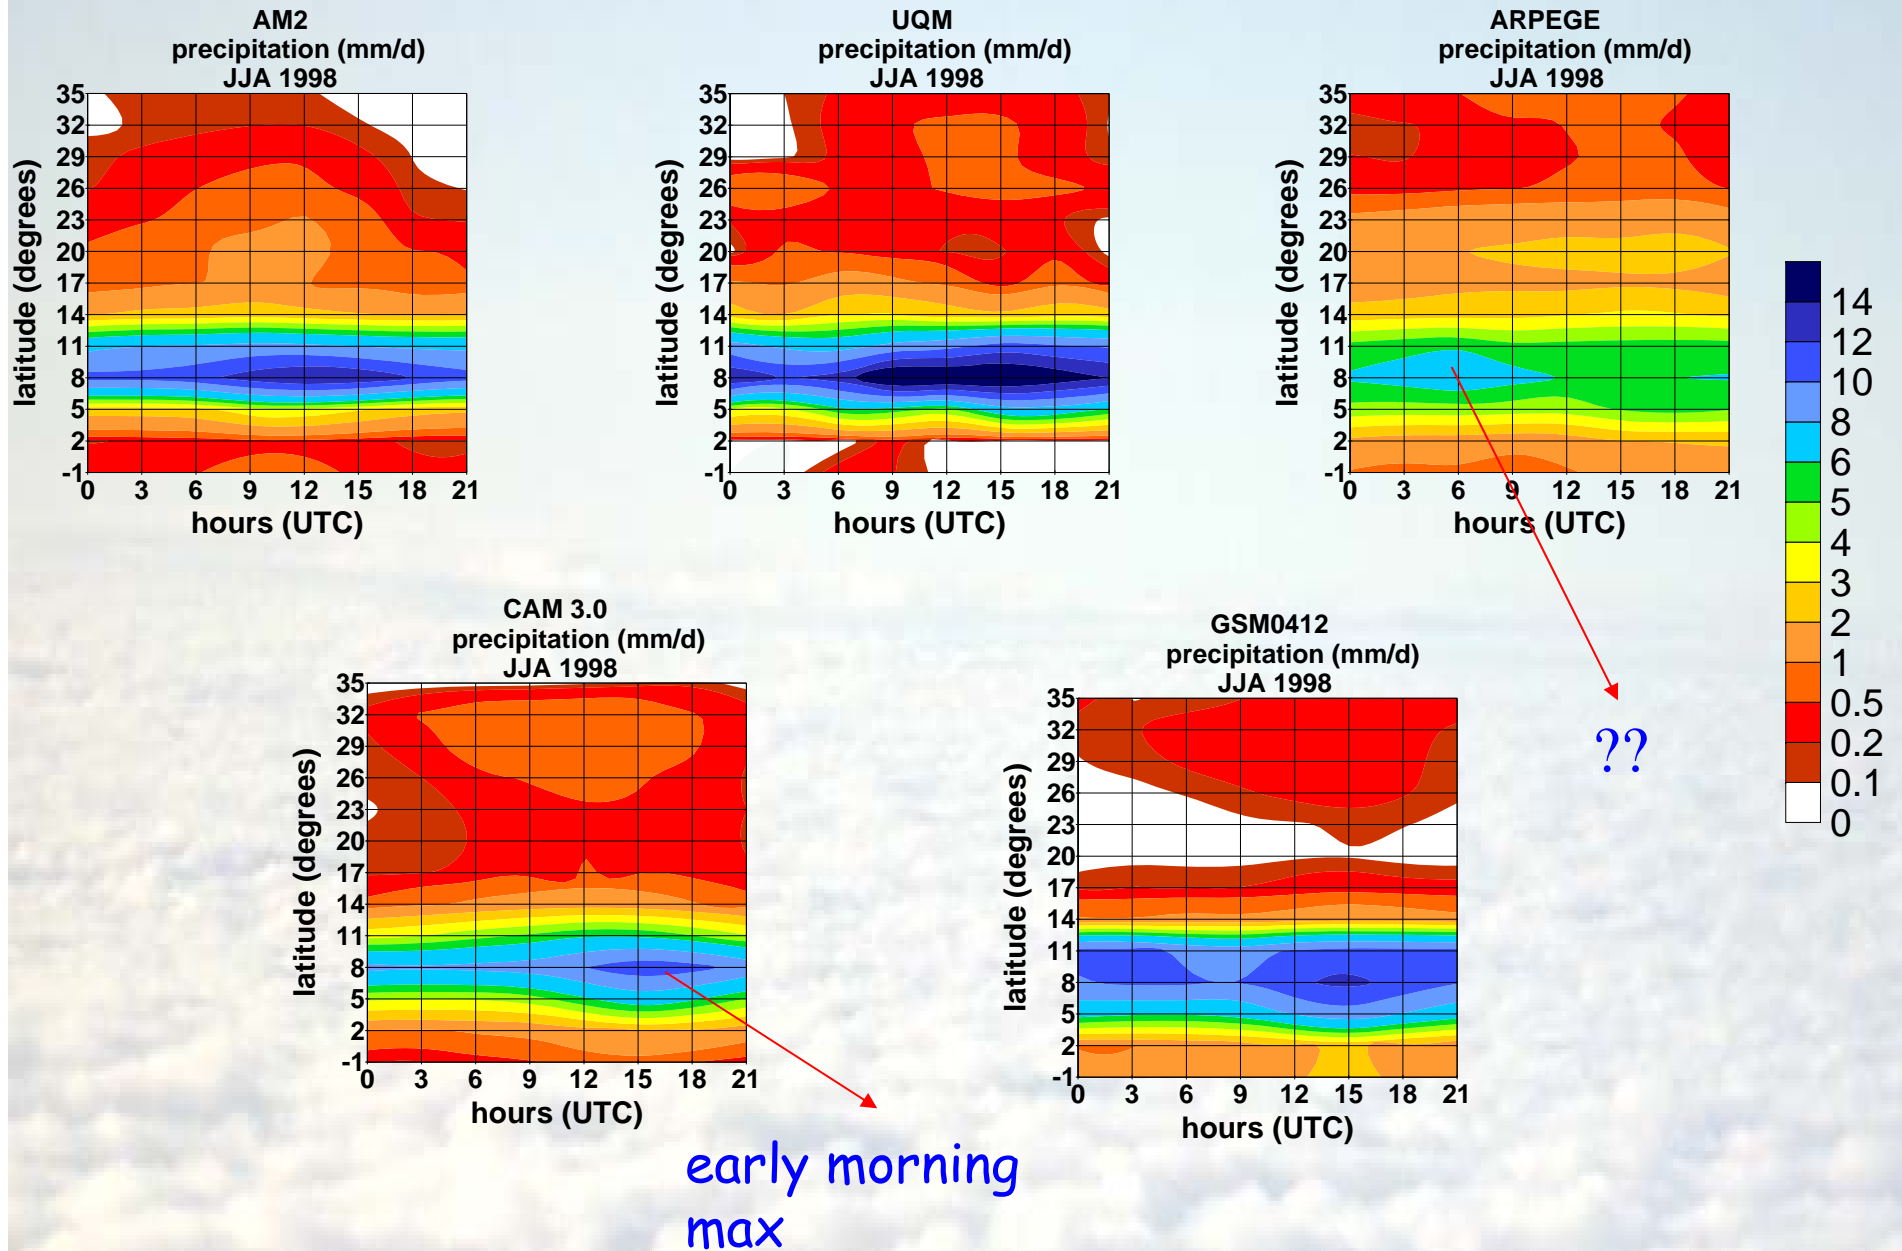 AM2
precipitation (mm/d)
JJA 1998
35
32
29
26
23
20
17
14
11
8
5
2
-1
latitude (degrees)
0 3 6 9 12 15 18 21
hours (UTC)
UQM
precipitation (mm/d)
JJA 1998
35
32
29
26
23
20
17
14
11
8
5
2
-1
latitude (degrees)
0 3 6 9 12 15 18 21
hours (UTC)
ARPEGE
precipitation (mm/d)
JJA 1998
35
32
29
26
23
20
17
14
11
8
5
2
-1
latitude (degrees)
0 3 6 9 12 15 18 21
hours (UTC)
14
12
10
8
6
5
4
3
2
1
0.5
0.2
0.1
0
CAM 3.0
precipitation (mm/d)
JJA 1998
35
32
29
26
23
20
17
14
11
8
5
2
-1
latitude (degrees)
0 3 6 9 12 15 18 21
hours (UTC)
GSM0412
precipitation (mm/d)
JJA 1998
35
32
29
26
23
20
17
14
11
8
5
2
-1
latitude (degrees)
0 3 6 9 12 15 18 21
hours (UTC)
??
early morning
max